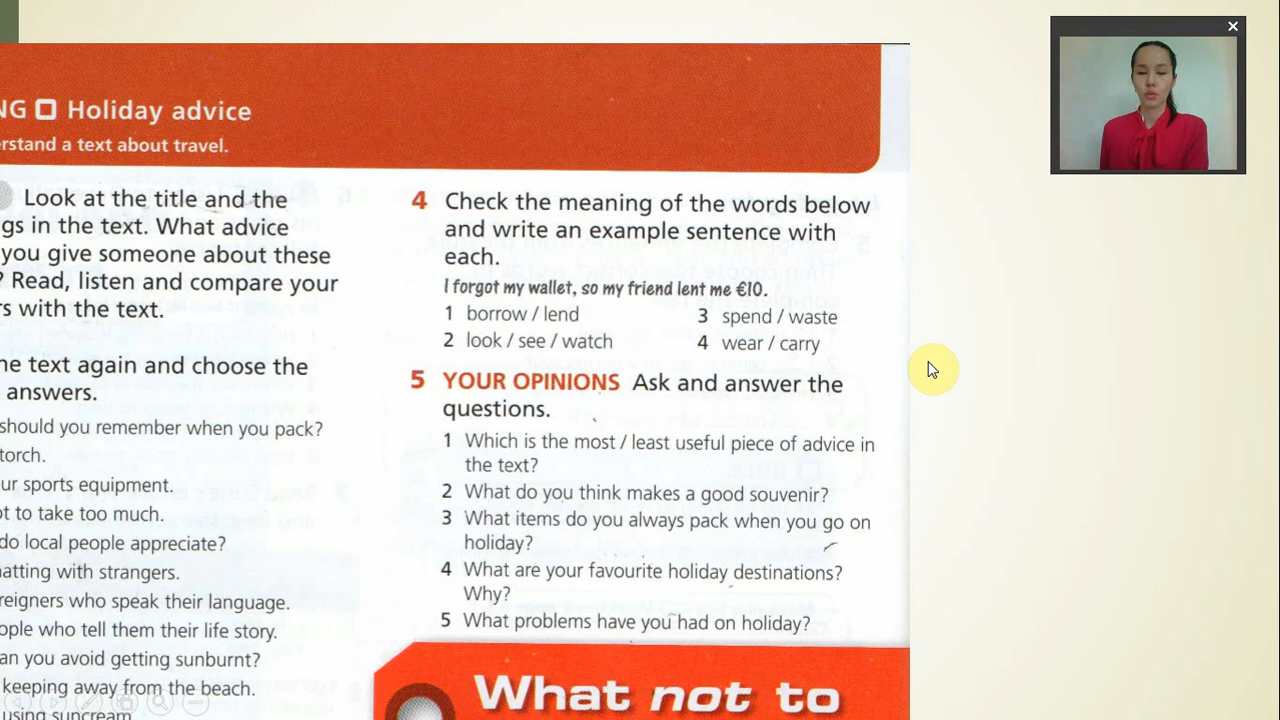 NG Holiday advice
rstand a text about travel.
Look at the title and the
gs in the text. What advice
you give someone about these
? Read, listen and compare your
rs with the text.
he text again and choose the
answers.
should you remember when you pack?
torch.
ur sports equipment.
ot to take too much.
do local people appreciate?
hatting with strangers.
reigners who speak their language.
ople who tell them their life story.
an you avoid getting sunburnt?
keeping away from the beach.
using suncream
4 Check the meaning of the words below
and write an example sentence with
each.
I forgot my wallet, so my friend lent me €10.
1 borrow / lend
2 look / see / watch
3 spend / waste
4 wear / carry
5 YOUR OPINIONS Ask and answer the
questions.
1 Which is the most / least useful piece of advice in
the text?
2 What do you think makes a good souvenir?
3 What items do you always pack when you go on
holiday?
4 What are your favourite holiday destinations?
Why?
5 What problems have you had on holiday?
What not to